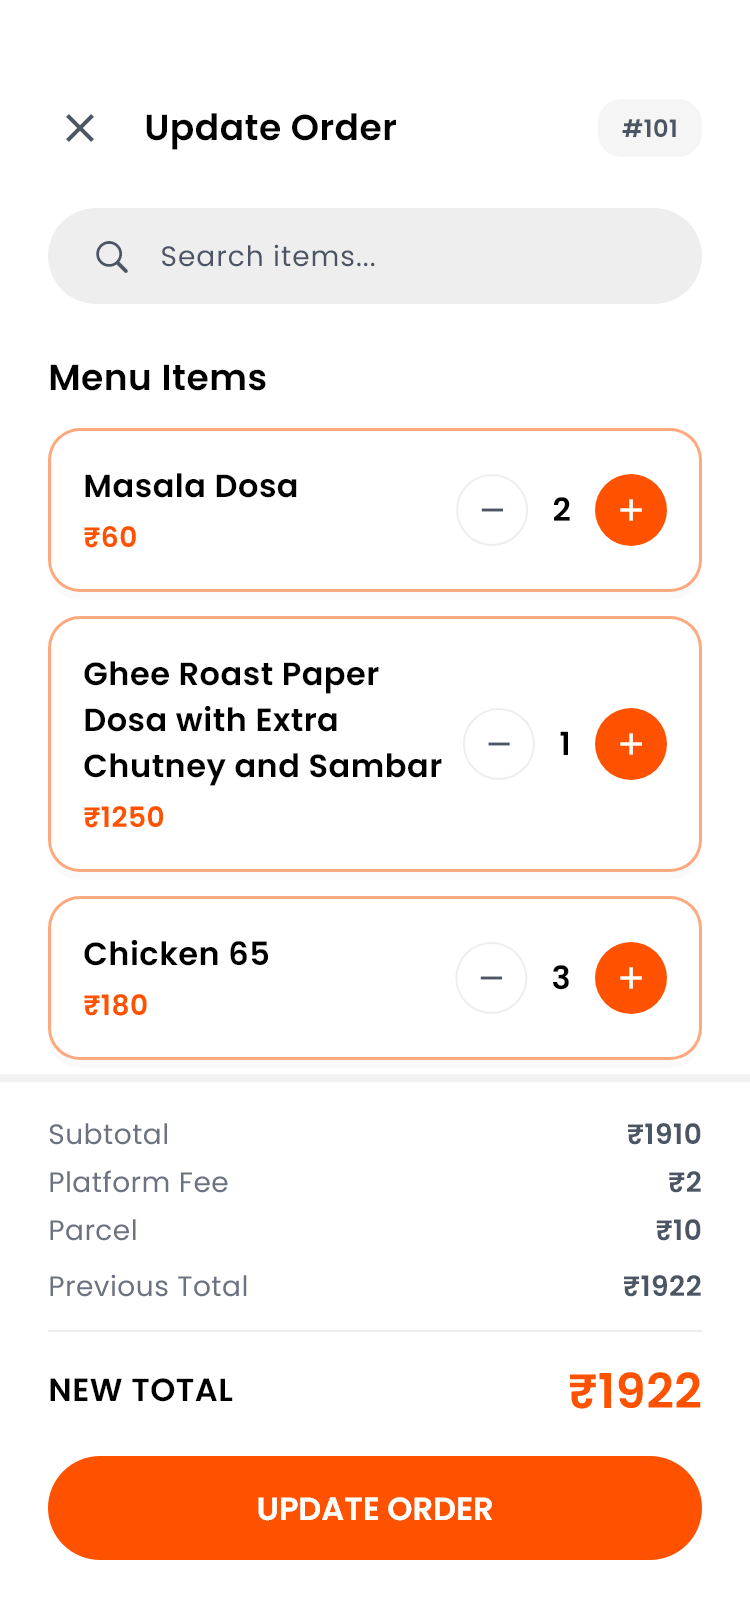 Update Order
#101
Search items...
Menu Items
Masala Dosa
₹60
2
Ghee Roast Paper
Dosa with Extra
Chutney and Sambar
₹1250
1
Chicken 65
₹180
3
Subtotal ₹1910
Platform Fee ₹2
Parcel ₹10
Previous Total ₹1922
NEW TOTAL ₹1922
UPDATE ORDER